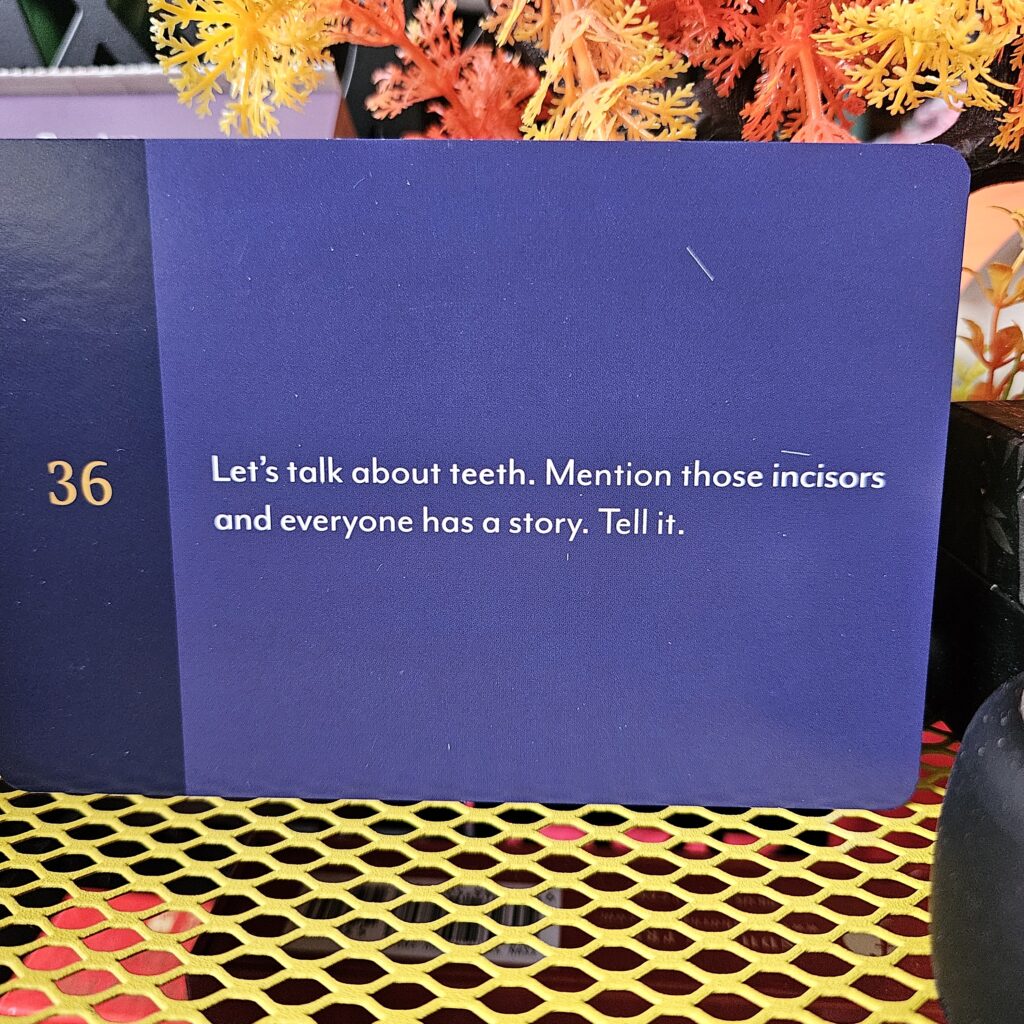 36
Let's talk about teeth. Mention those incisors
and everyone has a story. Tell it.